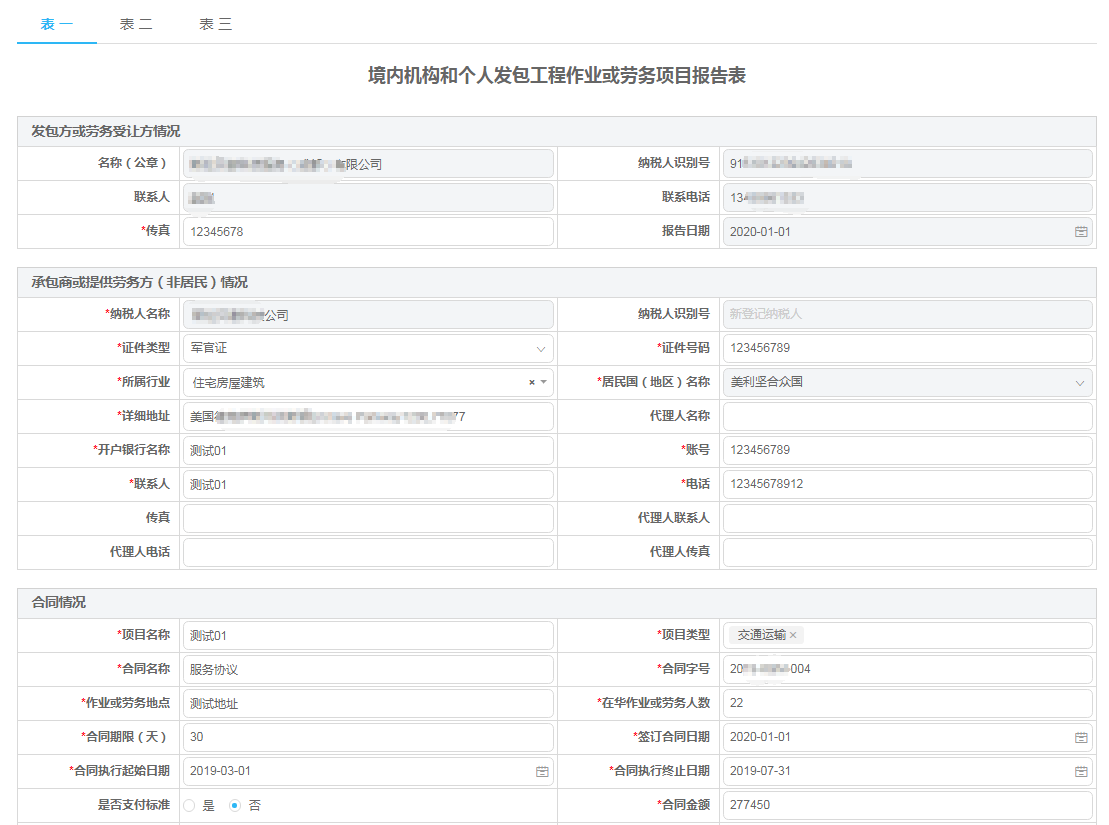 表一 表二 表三
境内机构和个人发包工程作业或劳务项目报告表
发包方或劳务受让方情况
名称（公章） 有限公司 纳税人识别号 91
联系人 联系电话 13
*传真 12345678 报告日期 2020-01-01
承包商或提供劳务方（非居民）情况
*纳税人名称 公司 纳税人识别号 新登记纳税人
*证件类型 军官证 *证件号码 123456789
*所属行业 住宅房屋建筑 × *居民国（地区）名称 美利坚合众国
*详细地址 美国 77 代理人名称
*开户银行名称 测试01 *账号 123456789
*联系人 测试01 *电话 12345678912
传真 代理人联系人
代理人电话 代理人传真
合同情况
*项目名称 测试01 *项目类型 交通运输 ×
*合同名称 服务协议 *合同字号 20 004
*作业或劳务地点 测试地址 *在华作业或劳务人数 22
*合同期限（天） 30 *签订合同日期 2020-01-01
*合同执行起始日期 2019-03-01 *合同执行终止日期 2019-07-31
是否支付标准 是 否 *合同金额 277450